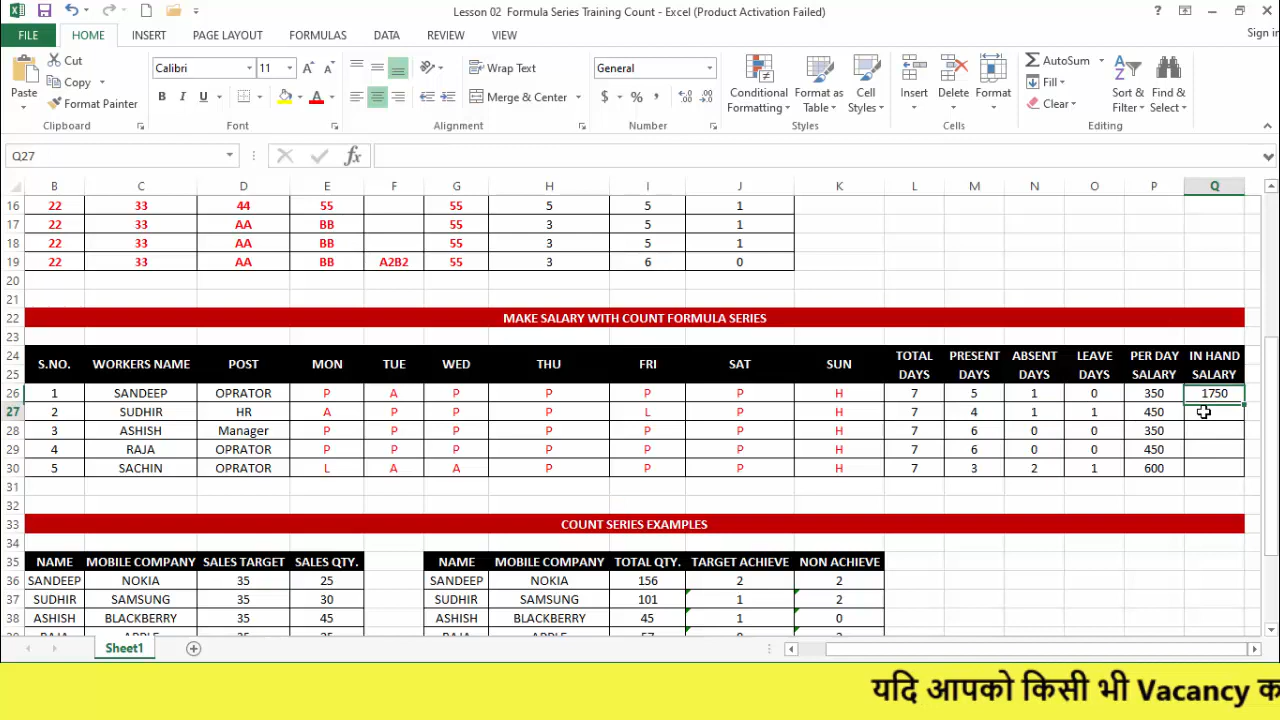 Lesson 02 Formula Series Training Count - Excel (Product Activation Failed)
FILE HOME INSERT PAGE LAYOUT FORMULAS DATA REVIEW VIEW Sign in
Paste Cut Copy Format Painter Clipboard
Calibri 11 B I U A Font
Wrap Text Merge & Center Alignment
General $ % , Number
Conditional Formatting Format as Table Cell Styles Styles
Insert Delete Format Cells
AutoSum Fill Clear Sort & Filter Find & Select Editing
Q27 fx
B C D E F G H I J K L M N O P Q
16 22 33 44 55 55 5 5 1
17 22 33 AA BB 55 3 5 1
18 22 33 AA BB 55 3 5 1
19 22 33 AA BB A2B2 55 3 6 0
20
21
22 MAKE SALARY WITH COUNT FORMULA SERIES
23
24 S.NO. WORKERS NAME POST MON TUE WED THU FRI SAT SUN TOTAL PRESENT ABSENT LEAVE PER DAY IN HAND
25 DAYS DAYS DAYS DAYS SALARY SALARY
26 1 SANDEEP OPRATOR P A P P P P H 7 5 1 0 350 1750
27 2 SUDHIR HR A P P P L P H 7 4 1 1 450
28 3 ASHISH Manager P P P P P P H 7 6 0 0 350
29 4 RAJA OPRATOR P P P P P P H 7 6 0 0 450
30 5 SACHIN OPRATOR L A A P P P H 7 3 2 1 600
31
32
33 COUNT SERIES EXAMPLES
34
35 NAME MOBILE COMPANY SALES TARGET SALES QTY. NAME MOBILE COMPANY TOTAL QTY. TARGET ACHIEVE NON ACHIEVE
36 SANDEEP NOKIA 35 25 SANDEEP NOKIA 156 2 2
37 SUDHIR SAMSUNG 35 30 SUDHIR SAMSUNG 101 1 2
38 ASHISH BLACKBERRY 35 45 ASHISH BLACKBERRY 45 1 0
Sheet1
यदि आपको किसी भी Vacancy क